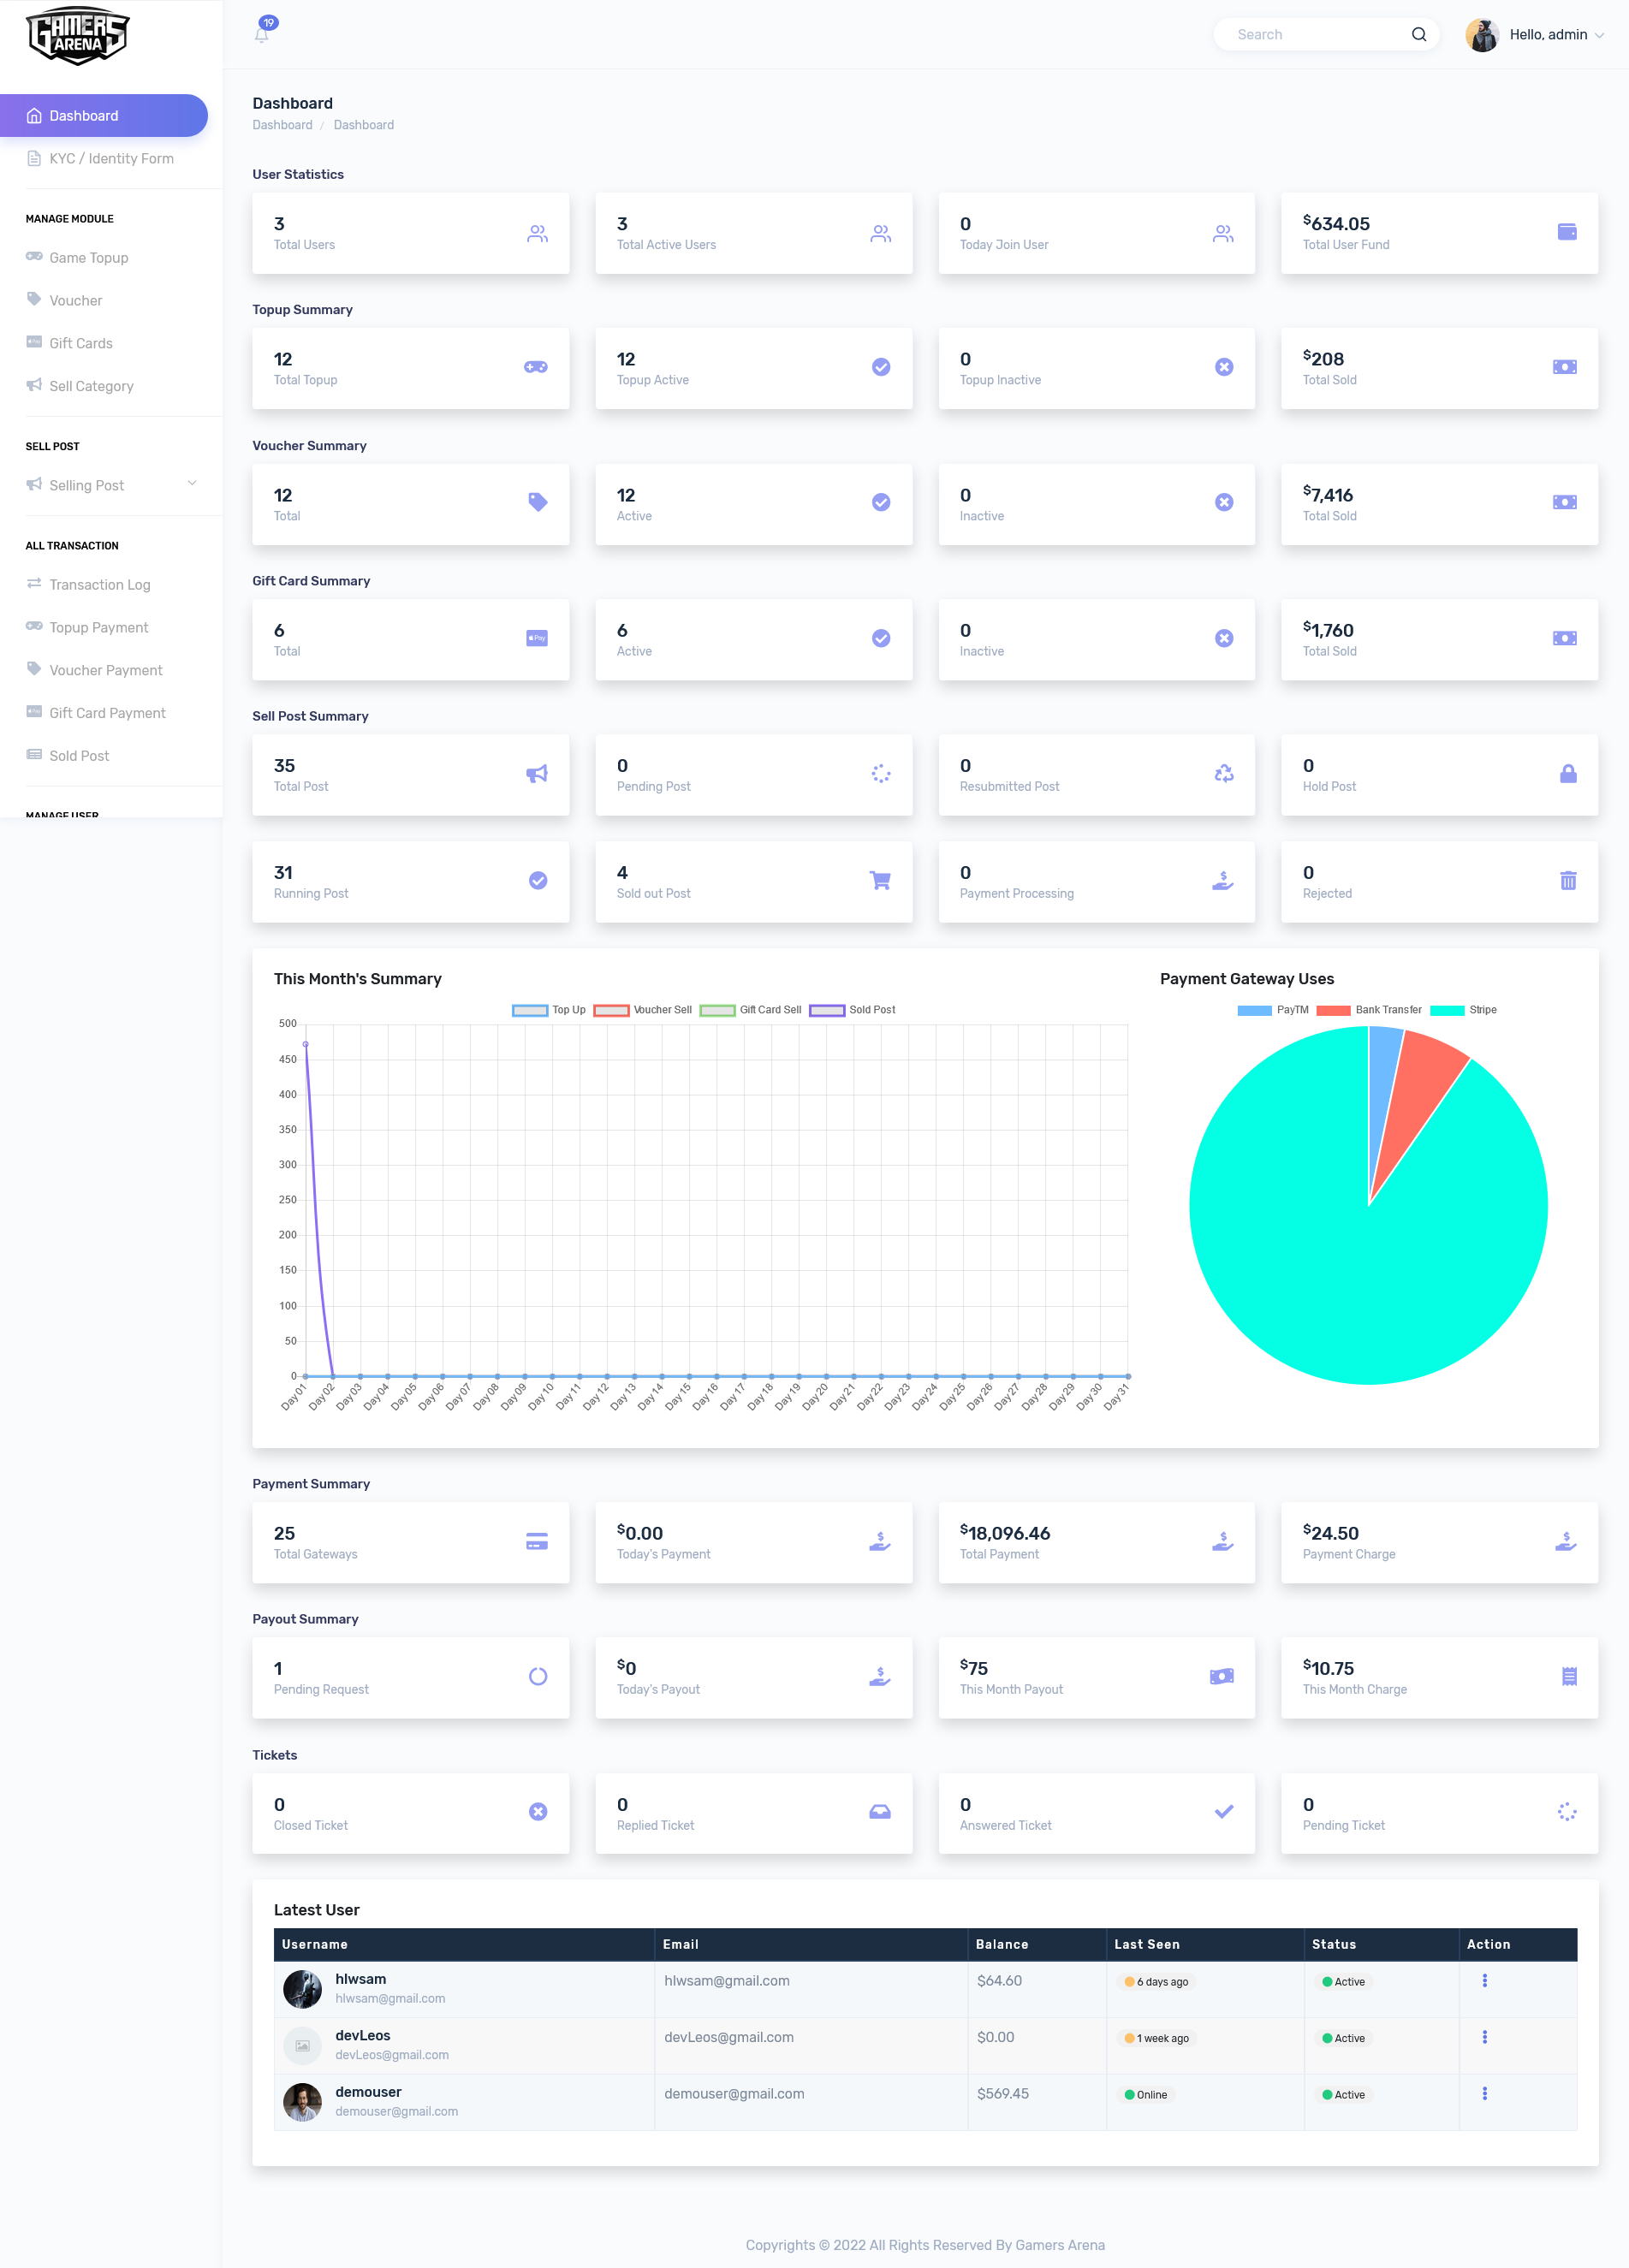 GAMERS
ARENA
19
Search
Hello, admin
Dashboard
KYC / Identity Form
MANAGE MODULE
Game Topup
Voucher
Gift Cards
Sell Category
SELL POST
Selling Post
ALL TRANSACTION
Transaction Log
Topup Payment
Voucher Payment
Gift Card Payment
Sold Post
MANAGE USER
Dashboard
Dashboard / Dashboard
User Statistics
3
Total Users
3
Total Active Users
0
Today Join User
$634.05
Total User Fund
Topup Summary
12
Total Topup
12
Topup Active
0
Topup Inactive
$208
Total Sold
Voucher Summary
12
Total
12
Active
0
Inactive
$7,416
Total Sold
Gift Card Summary
6
Total
Pay
6
Active
0
Inactive
$1,760
Total Sold
Sell Post Summary
35
Total Post
0
Pending Post
0
Resubmitted Post
0
Hold Post
31
Running Post
4
Sold out Post
0
Payment Processing
0
Rejected
This Month's Summary
Top Up Voucher Sell Gift Card Sell Sold Post
500
450
400
350
300
250
200
150
100
50
0
Day 01 Day 02 Day 03 Day 04 Day 05 Day 06 Day 07 Day 08 Day 09 Day 10 Day 11 Day 12 Day 13 Day 14 Day 15 Day 16 Day 17 Day 18 Day 19 Day 20 Day 21 Day 22 Day 23 Day 24 Day 25 Day 26 Day 27 Day 28 Day 29 Day 30 Day 31
Payment Gateway Uses
PayTM Bank Transfer Stripe
Payment Summary
25
Total Gateways
$0.00
Today's Payment
$18,096.46
Total Payment
$24.50
Payment Charge
Payout Summary
1
Pending Request
$0
Today's Payout
$75
This Month Payout
$10.75
This Month Charge
Tickets
0
Closed Ticket
0
Replied Ticket
0
Answered Ticket
0
Pending Ticket
Latest User
Username Email Balance Last Seen Status Action
hlwsam
hlwsam@gmail.com
hlwsam@gmail.com $64.60 6 days ago Active
devLeos
devLeos@gmail.com
devLeos@gmail.com $0.00 1 week ago Active
demouser
demouser@gmail.com
demouser@gmail.com $569.45 Online Active
Copyrights © 2022 All Rights Reserved By Gamers Arena